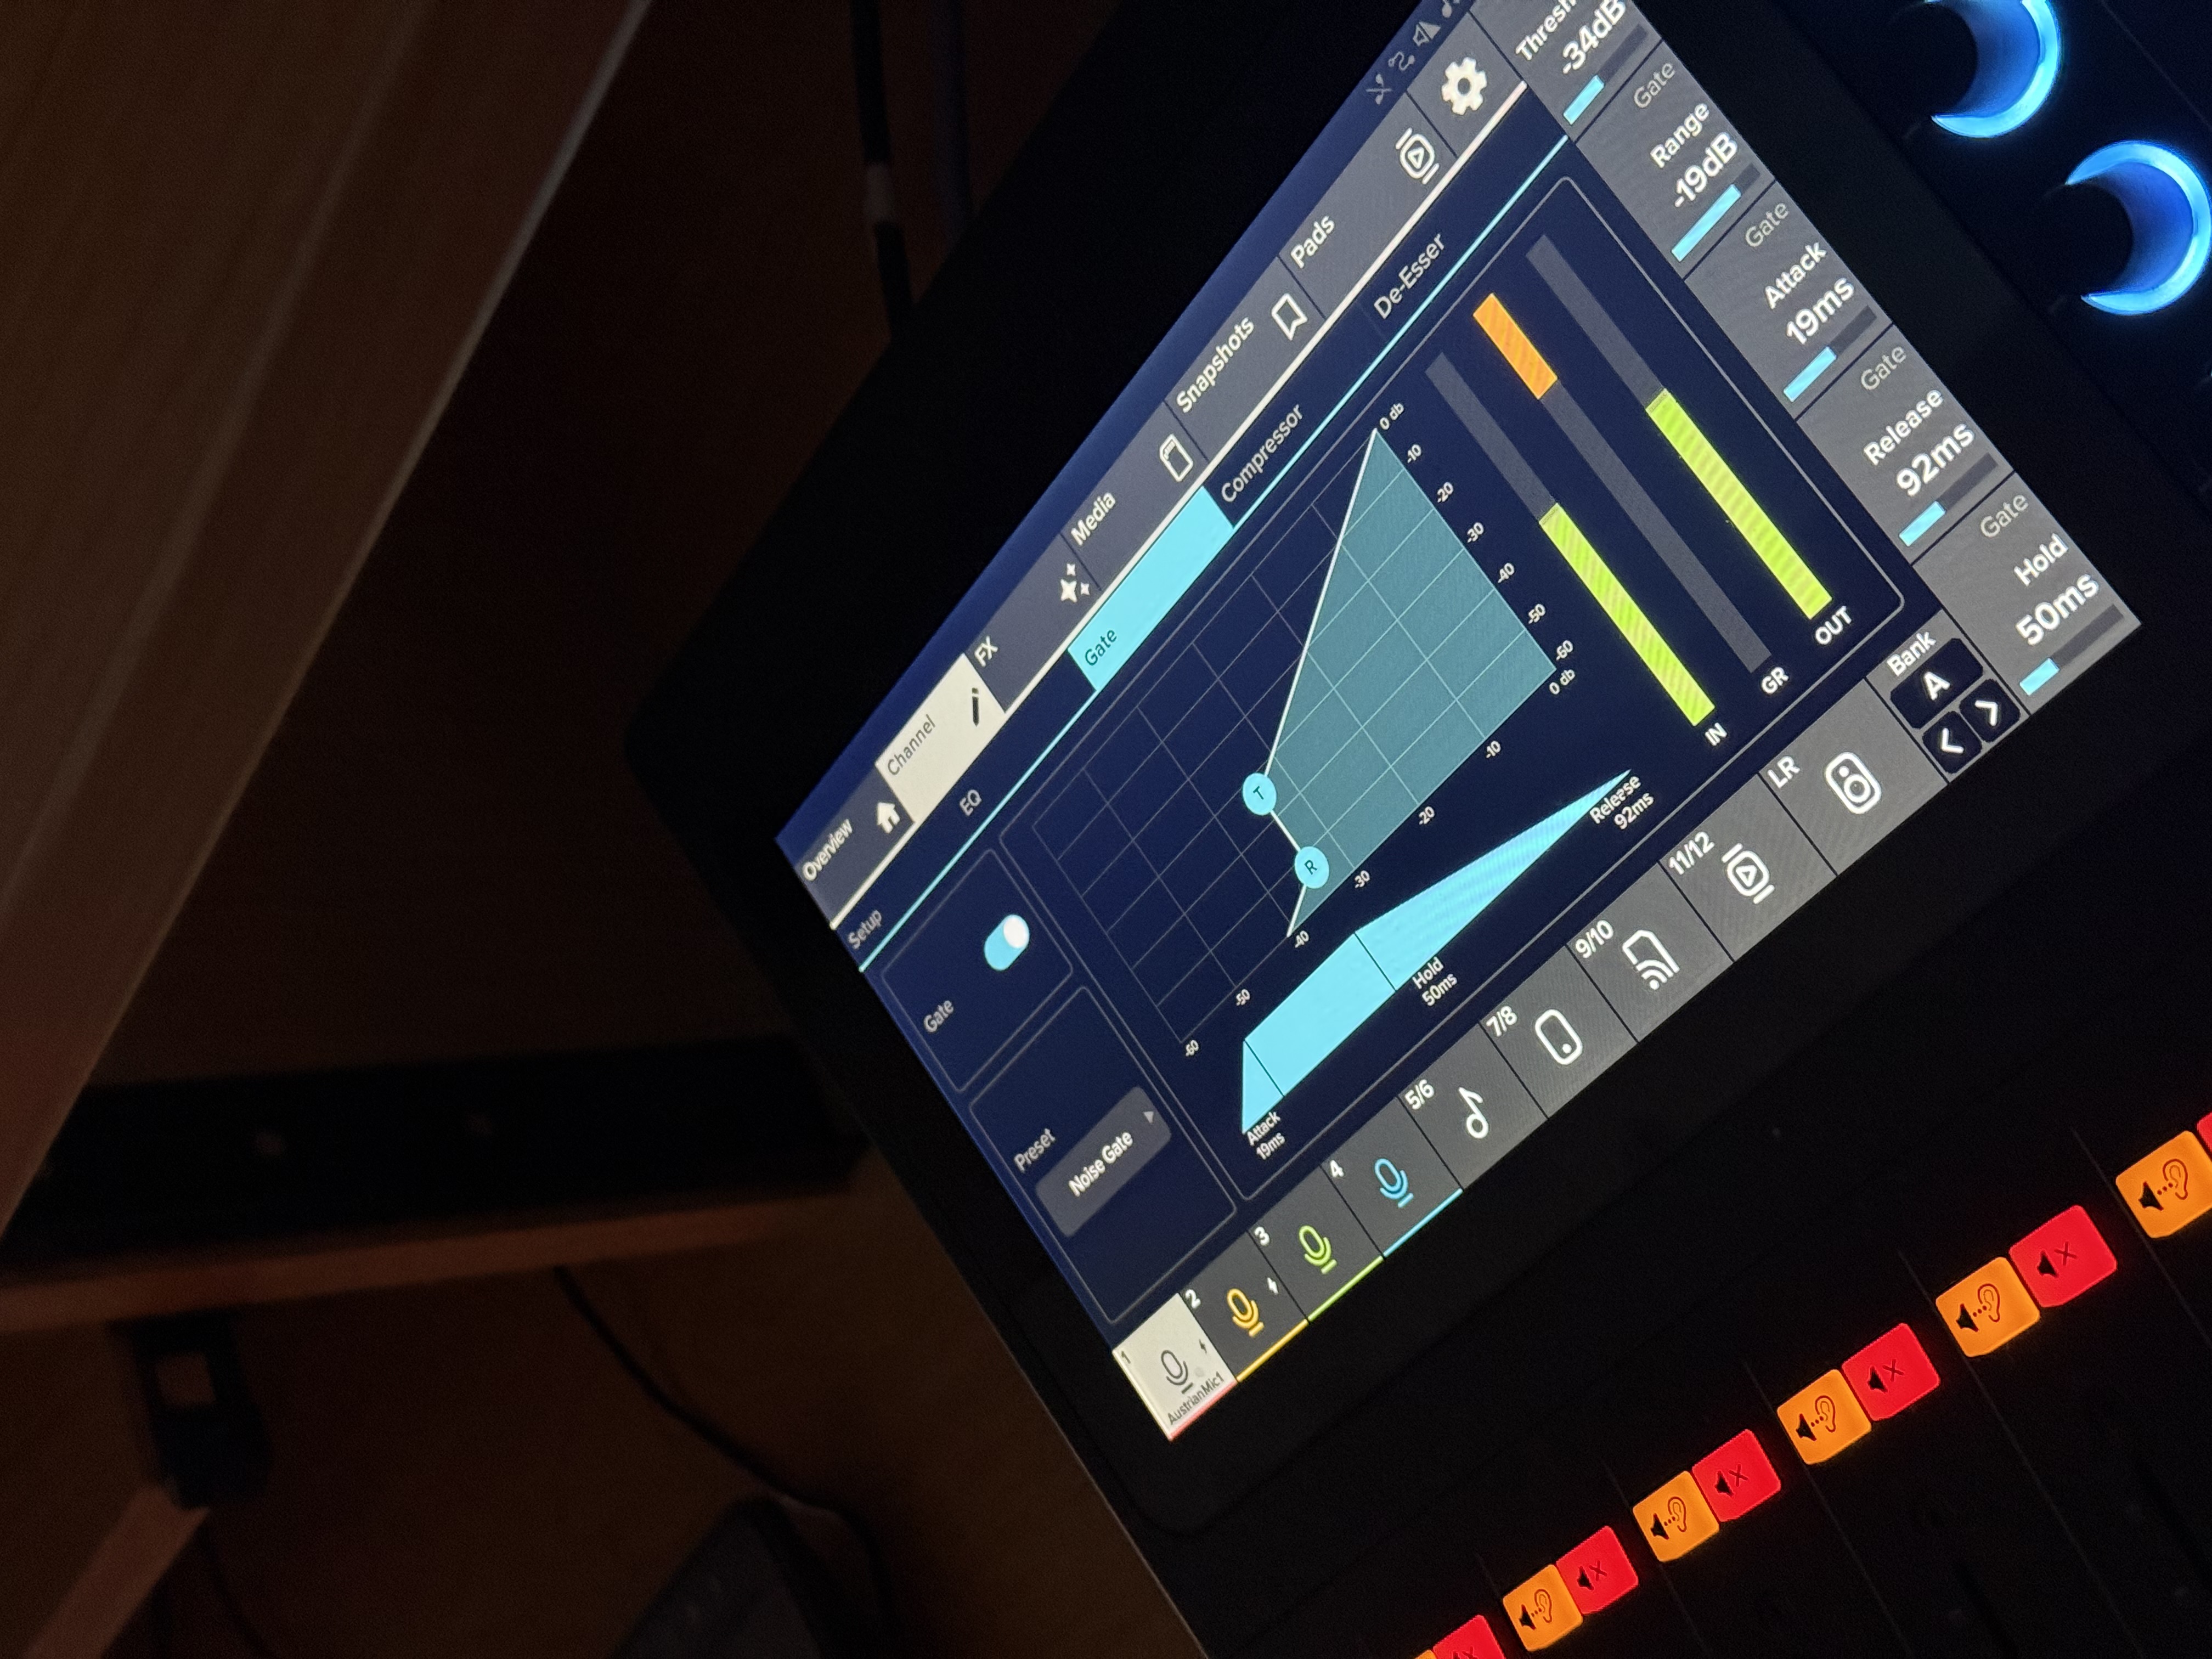 Overview
Channel
FX
Media
Snapshots
Pads
Setup
EQ
Gate
Compressor
De-Esser
Gate
Preset
Noise Gate
-60
-50
-40
-30
-20
-10
0 db
T
R
0 db
-10
-20
-30
-40
-50
-60
Attack
19ms
Hold
50ms
Release
92ms
IN
GR
OUT
-34dB
Gate
Range
-19dB
Gate
Attack
19ms
Gate
Release
92ms
Gate
Hold
50ms
1
AustrianMic1
2
3
4
5/6
7/8
9/10
11/12
LR
Bank
A